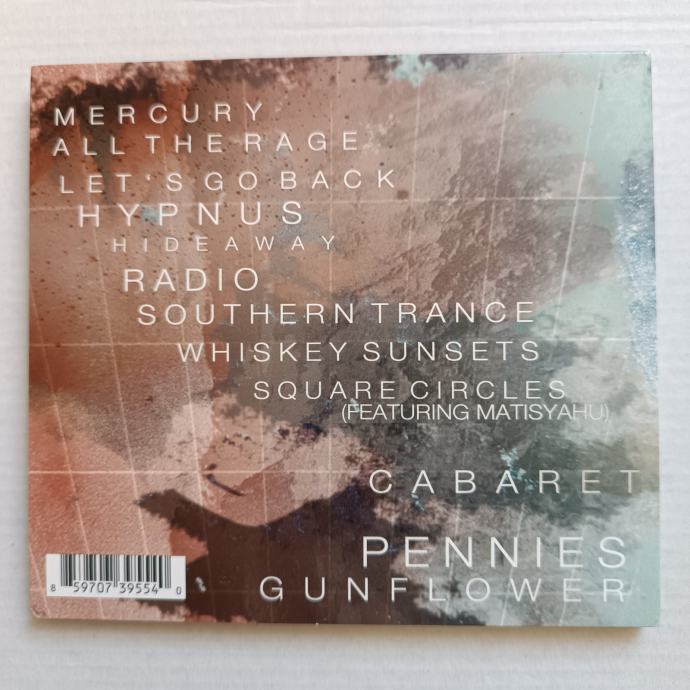 MERCURY
ALL THE RAGE
LET'S GO BACK
HYPNUS
HIDEAWAY
RADIO
SOUTHERN TRANCE
WHISKEY SUNSETS
SQUARE CIRCLES
(FEATURING MATISYAHU)
CABARET
PENNIES
GUNFLOWER
8 59707 39554 0